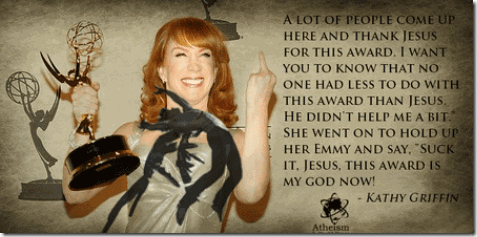 A LOT OF PEOPLE COME UP
HERE AND THANK JESUS
FOR THIS AWARD. I WANT
YOU TO KNOW THAT NO
ONE HAD LESS TO DO WITH
THIS AWARD THAN JESUS.
HE DIDN'T HELP ME A BIT."
SHE WENT ON TO HOLD UP
HER EMMY AND SAY, "SUCK
IT, JESUS, THIS AWARD IS
MY GOD NOW!
- KATHY GRIFFIN
Atheism